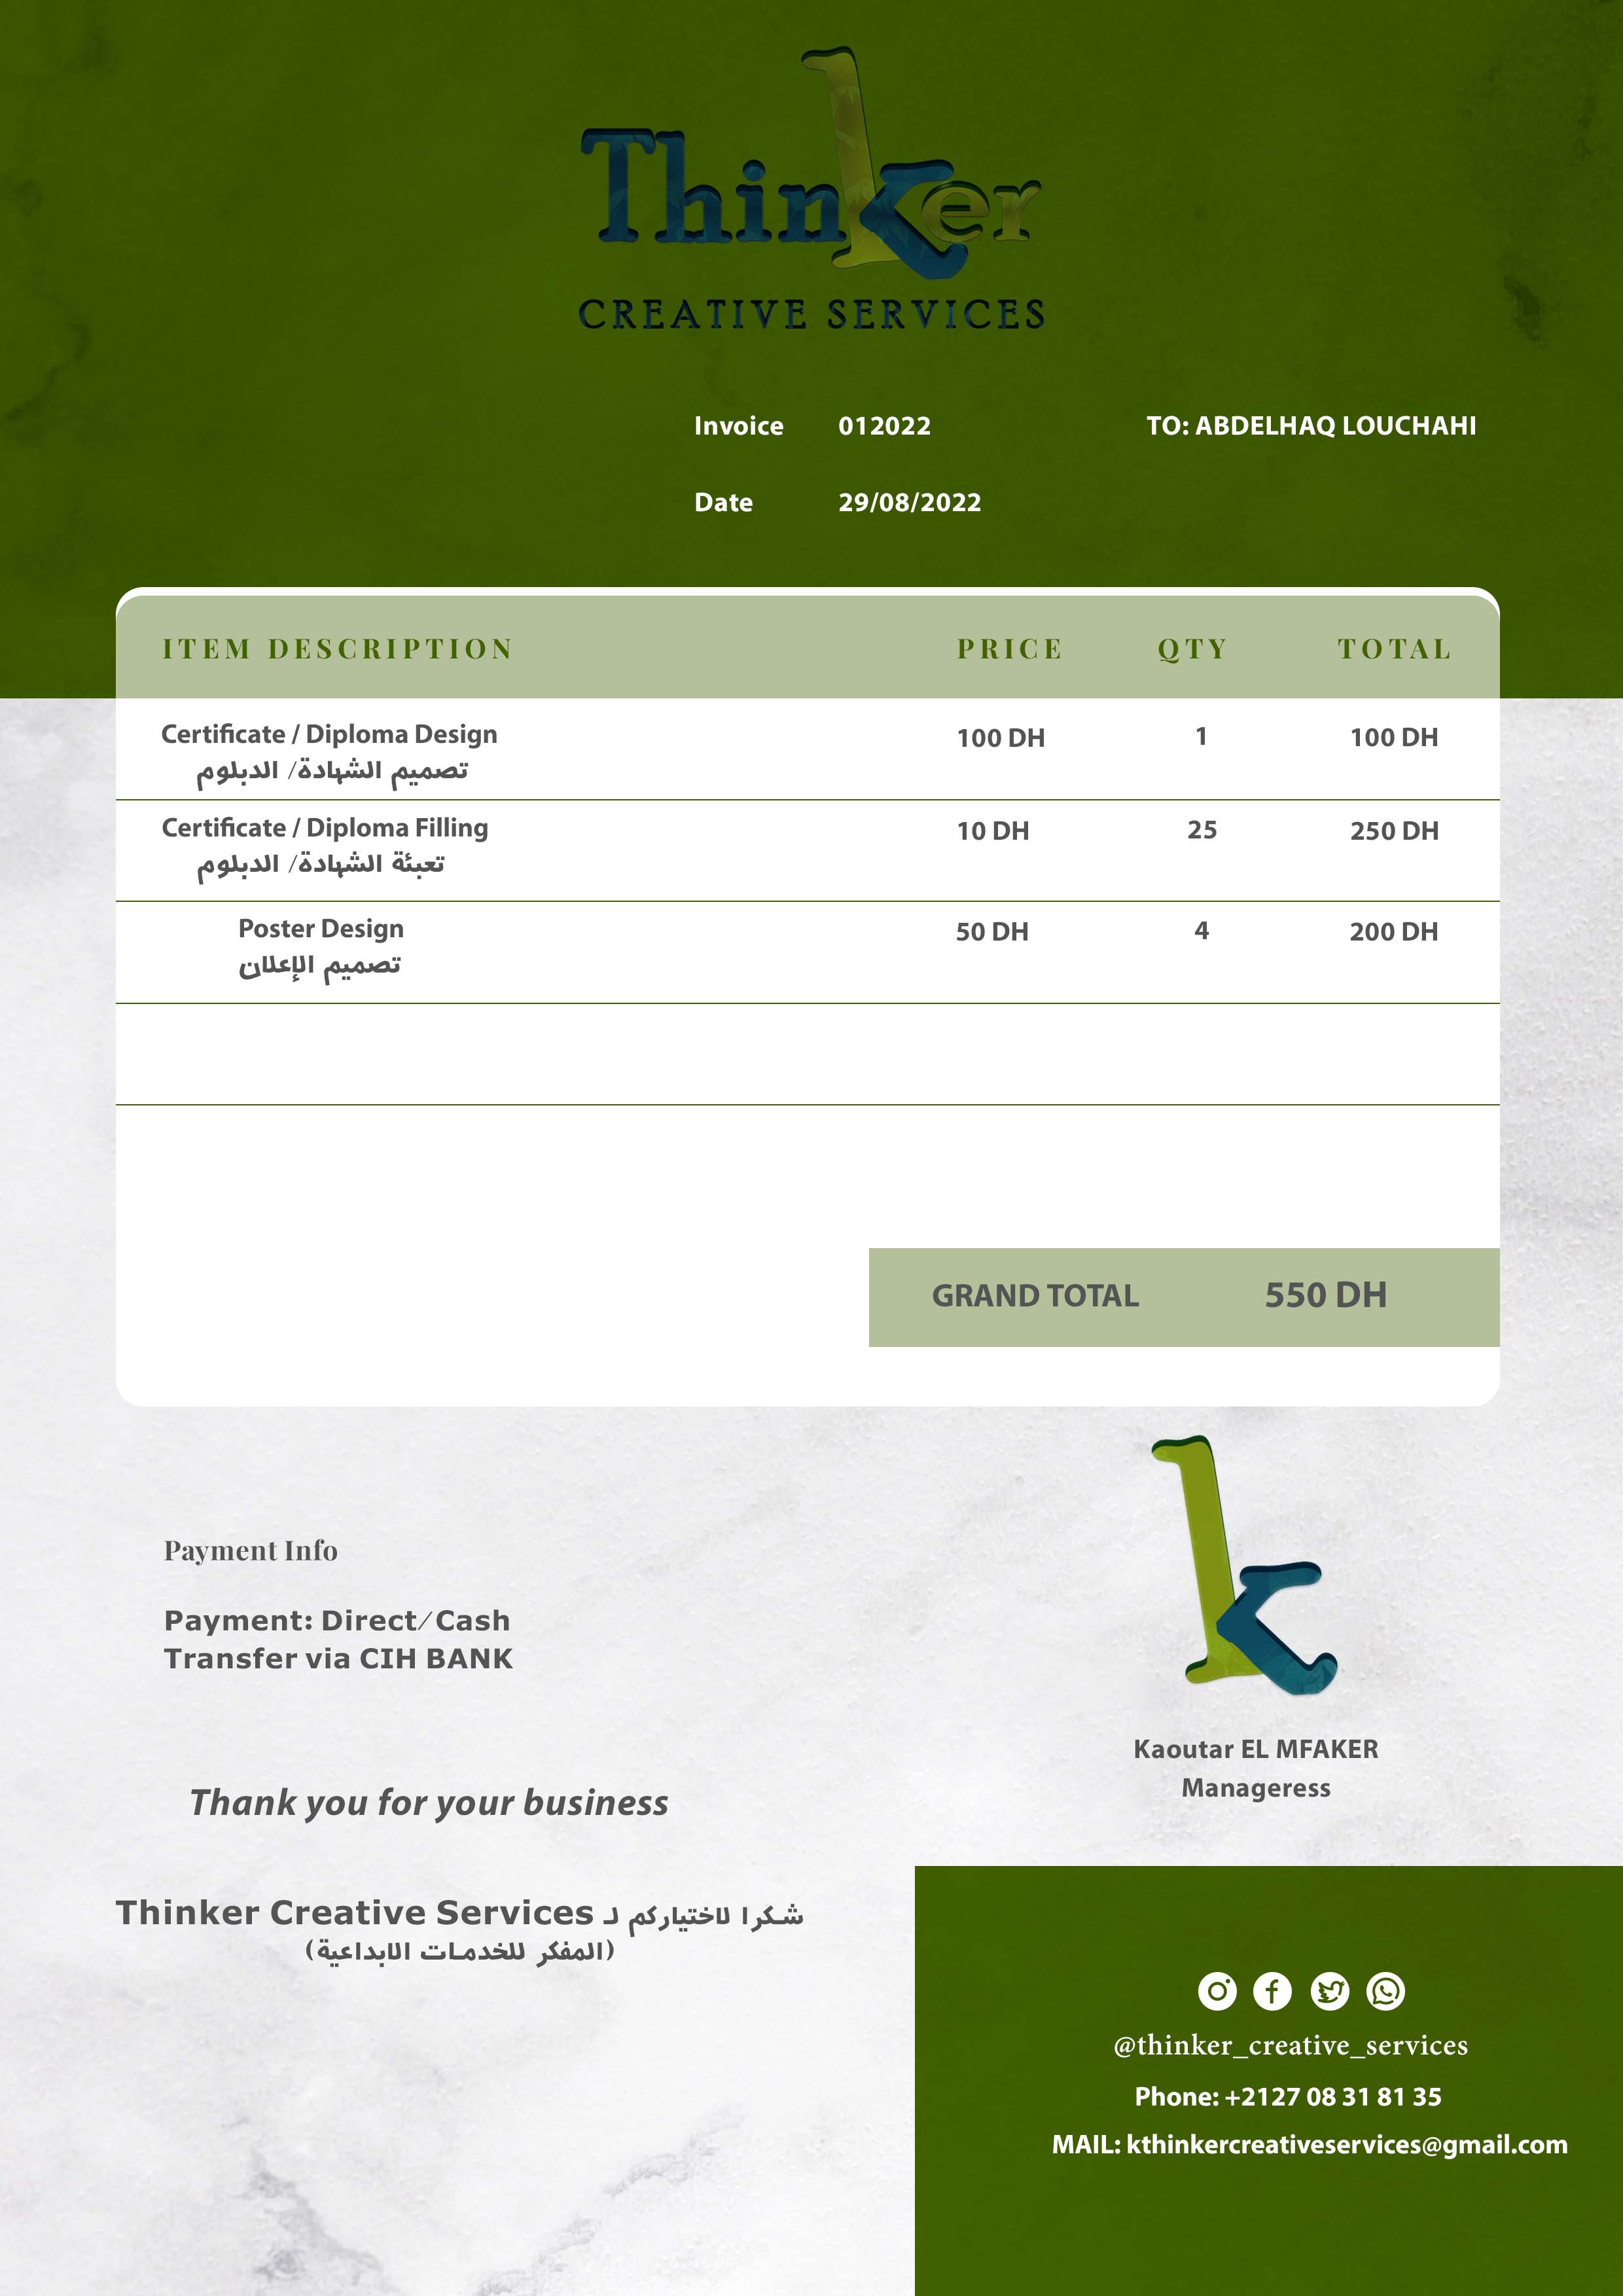 Thinker
CREATIVE SERVICES
Invoice 012022 TO: ABDELHAQ LOUCHAHI
Date 29/08/2022
ITEM DESCRIPTION PRICE QTY TOTAL
Certificate / Diploma Design 100 DH 1 100 DH
تصميم الشهادة/ الدبلوم
Certificate / Diploma Filling 10 DH 25 250 DH
تعبئة الشهادة/ الدبلوم
Poster Design 50 DH 4 200 DH
تصميم الإعلان
GRAND TOTAL 550 DH
Payment Info
Payment: Direct/Cash
Transfer via CIH BANK
k
Kaoutar EL MFAKER
Manageress
Thank you for your business
شكرا لاختياركم لـ Thinker Creative Services
(المفكر للخدمات الابداعية)
@thinker_creative_services
Phone: +2127 08 31 81 35
MAIL: kthinkercreativeservices@gmail.com